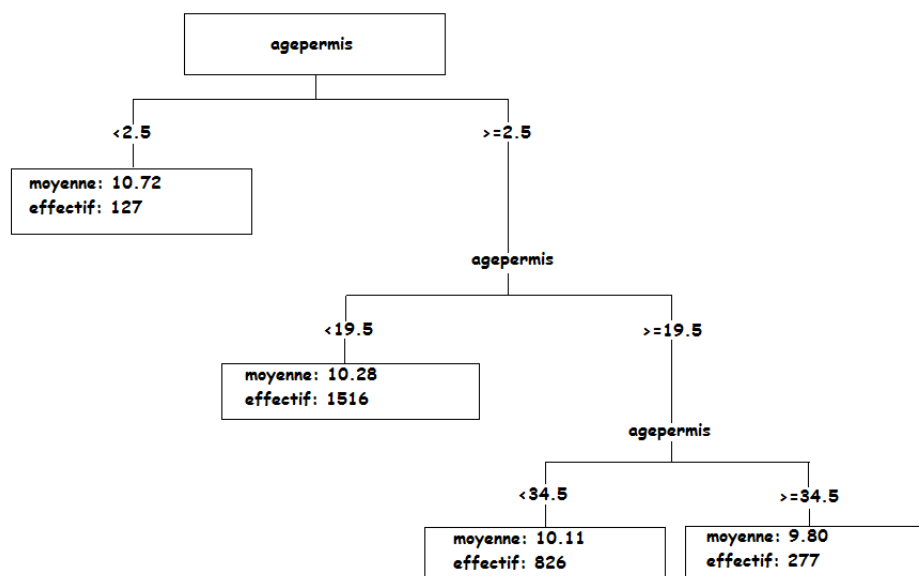 agepermis
<2.5
>=2.5
moyenne: 10.72
effectif: 127
agepermis
<19.5
>=19.5
moyenne: 10.28
effectif: 1516
agepermis
<34.5
>=34.5
moyenne: 10.11
effectif: 826
moyenne: 9.80
effectif: 277